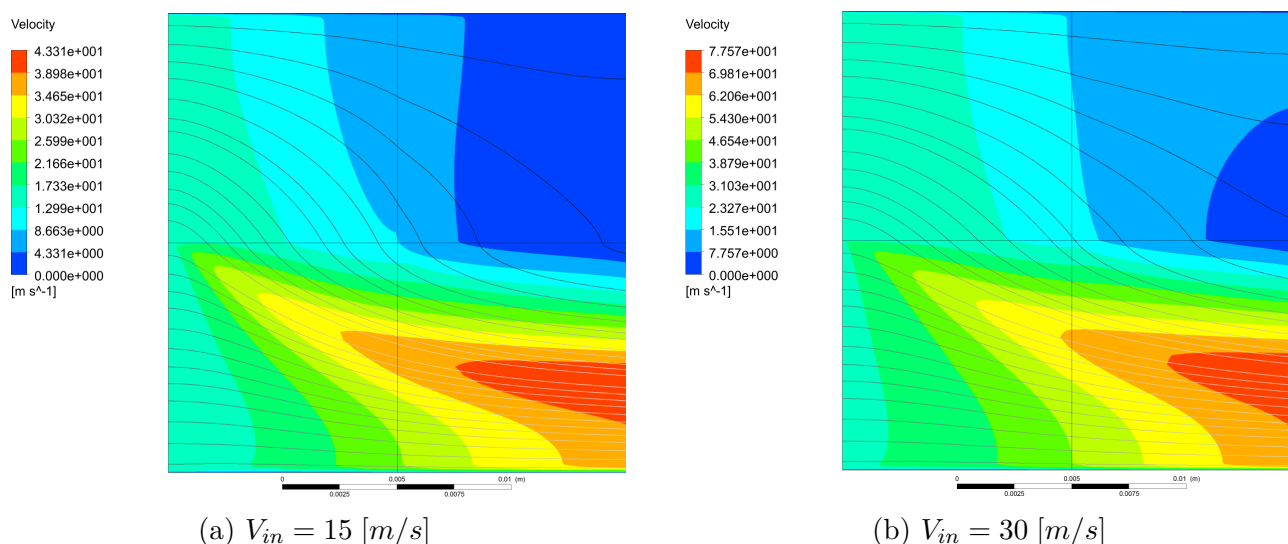 Velocity
4.331e+001
3.898e+001
3.465e+001
3.032e+001
2.599e+001
2.166e+001
1.733e+001
1.299e+001
8.663e+000
4.331e+000
0.000e+000
[m s^-1]
0 0.005 0.01 (m)
0.0025 0.0075
(a) V_{in} = 15 [m/s]
Velocity
7.757e+001
6.981e+001
6.206e+001
5.430e+001
4.654e+001
3.879e+001
3.103e+001
2.327e+001
1.551e+001
7.757e+000
0.000e+000
[m s^-1]
0 0.005 0.01 (m)
0.0025 0.0075
(b) V_{in} = 30 [m/s]